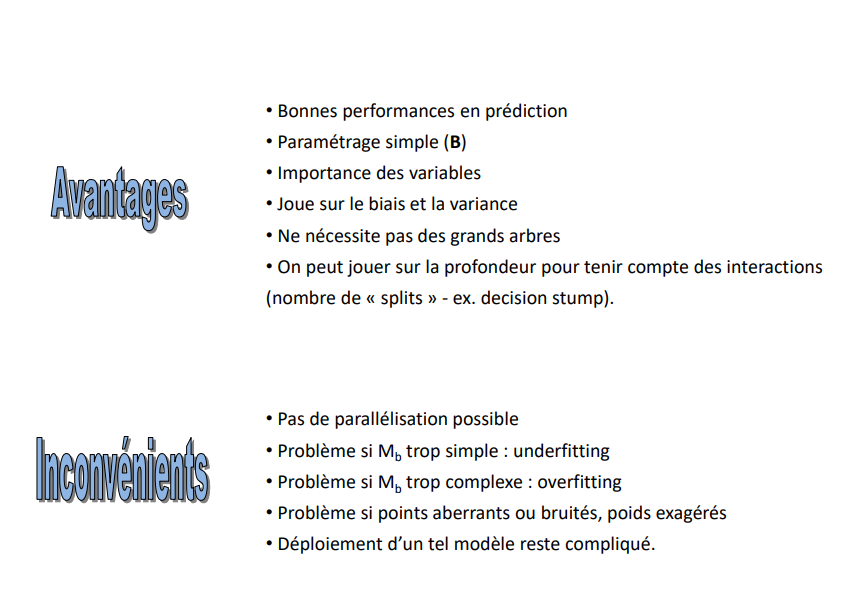 Avantages
• Bonnes performances en prédiction
• Paramétrage simple (B)
• Importance des variables
• Joue sur le biais et la variance
• Ne nécessite pas des grands arbres
• On peut jouer sur la profondeur pour tenir compte des interactions
(nombre de « splits » - ex. decision stump).
Inconvénients
• Pas de parallélisation possible
• Problème si Mb trop simple : underfitting
• Problème si Mb trop complexe : overfitting
• Problème si points aberrants ou bruités, poids exagérés
• Déploiement d’un tel modèle reste compliqué.